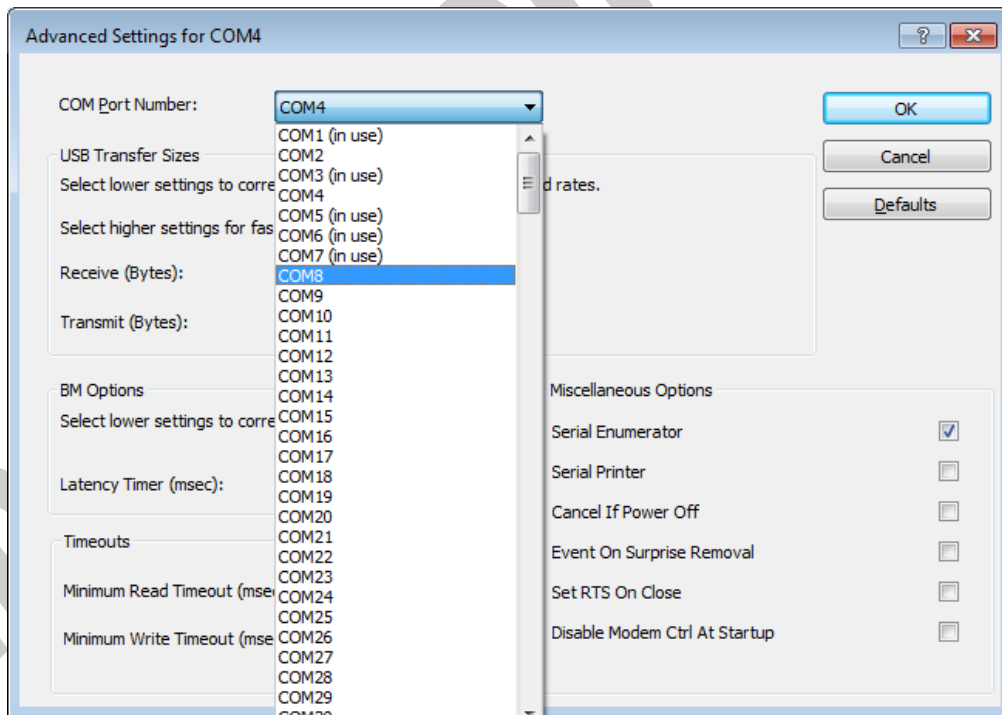 Advanced Settings for COM4
COM Port Number:
COM4
OK
Cancel
Defaults
COM1 (in use)
COM2
COM3 (in use)
COM4
COM5 (in use)
COM6 (in use)
COM7 (in use)
COM8
COM9
COM10
COM11
COM12
COM13
COM14
COM15
COM16
COM17
COM18
COM19
COM20
COM21
COM22
COM23
COM24
COM25
COM26
COM27
COM28
COM29
USB Transfer Sizes
Select lower settings to corre d rates.
Select higher settings for fas
Receive (Bytes):
Transmit (Bytes):
BM Options
Select lower settings to corre
Latency Timer (msec):
Timeouts
Minimum Read Timeout (msec
Minimum Write Timeout (mse
Miscellaneous Options
Serial Enumerator
Serial Printer
Cancel If Power Off
Event On Surprise Removal
Set RTS On Close
Disable Modem Ctrl At Startup